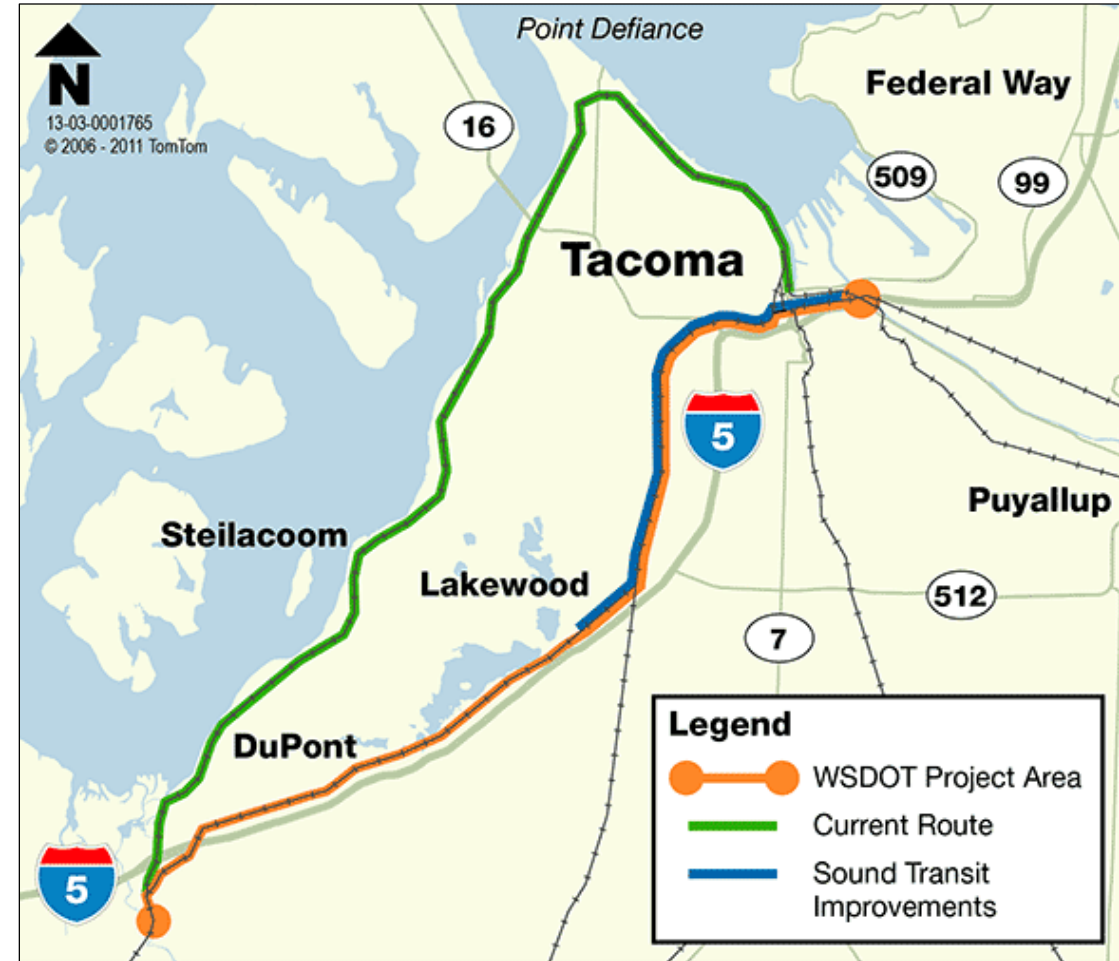 Point Defiance
N
13-03-0001765
© 2006 - 2011 TomTom
16
Federal Way
509
99
Tacoma
5
Puyallup
Steilacoom
Lakewood
512
7
DuPont
5
Legend
WSDOT Project Area
Current Route
Sound Transit
Improvements